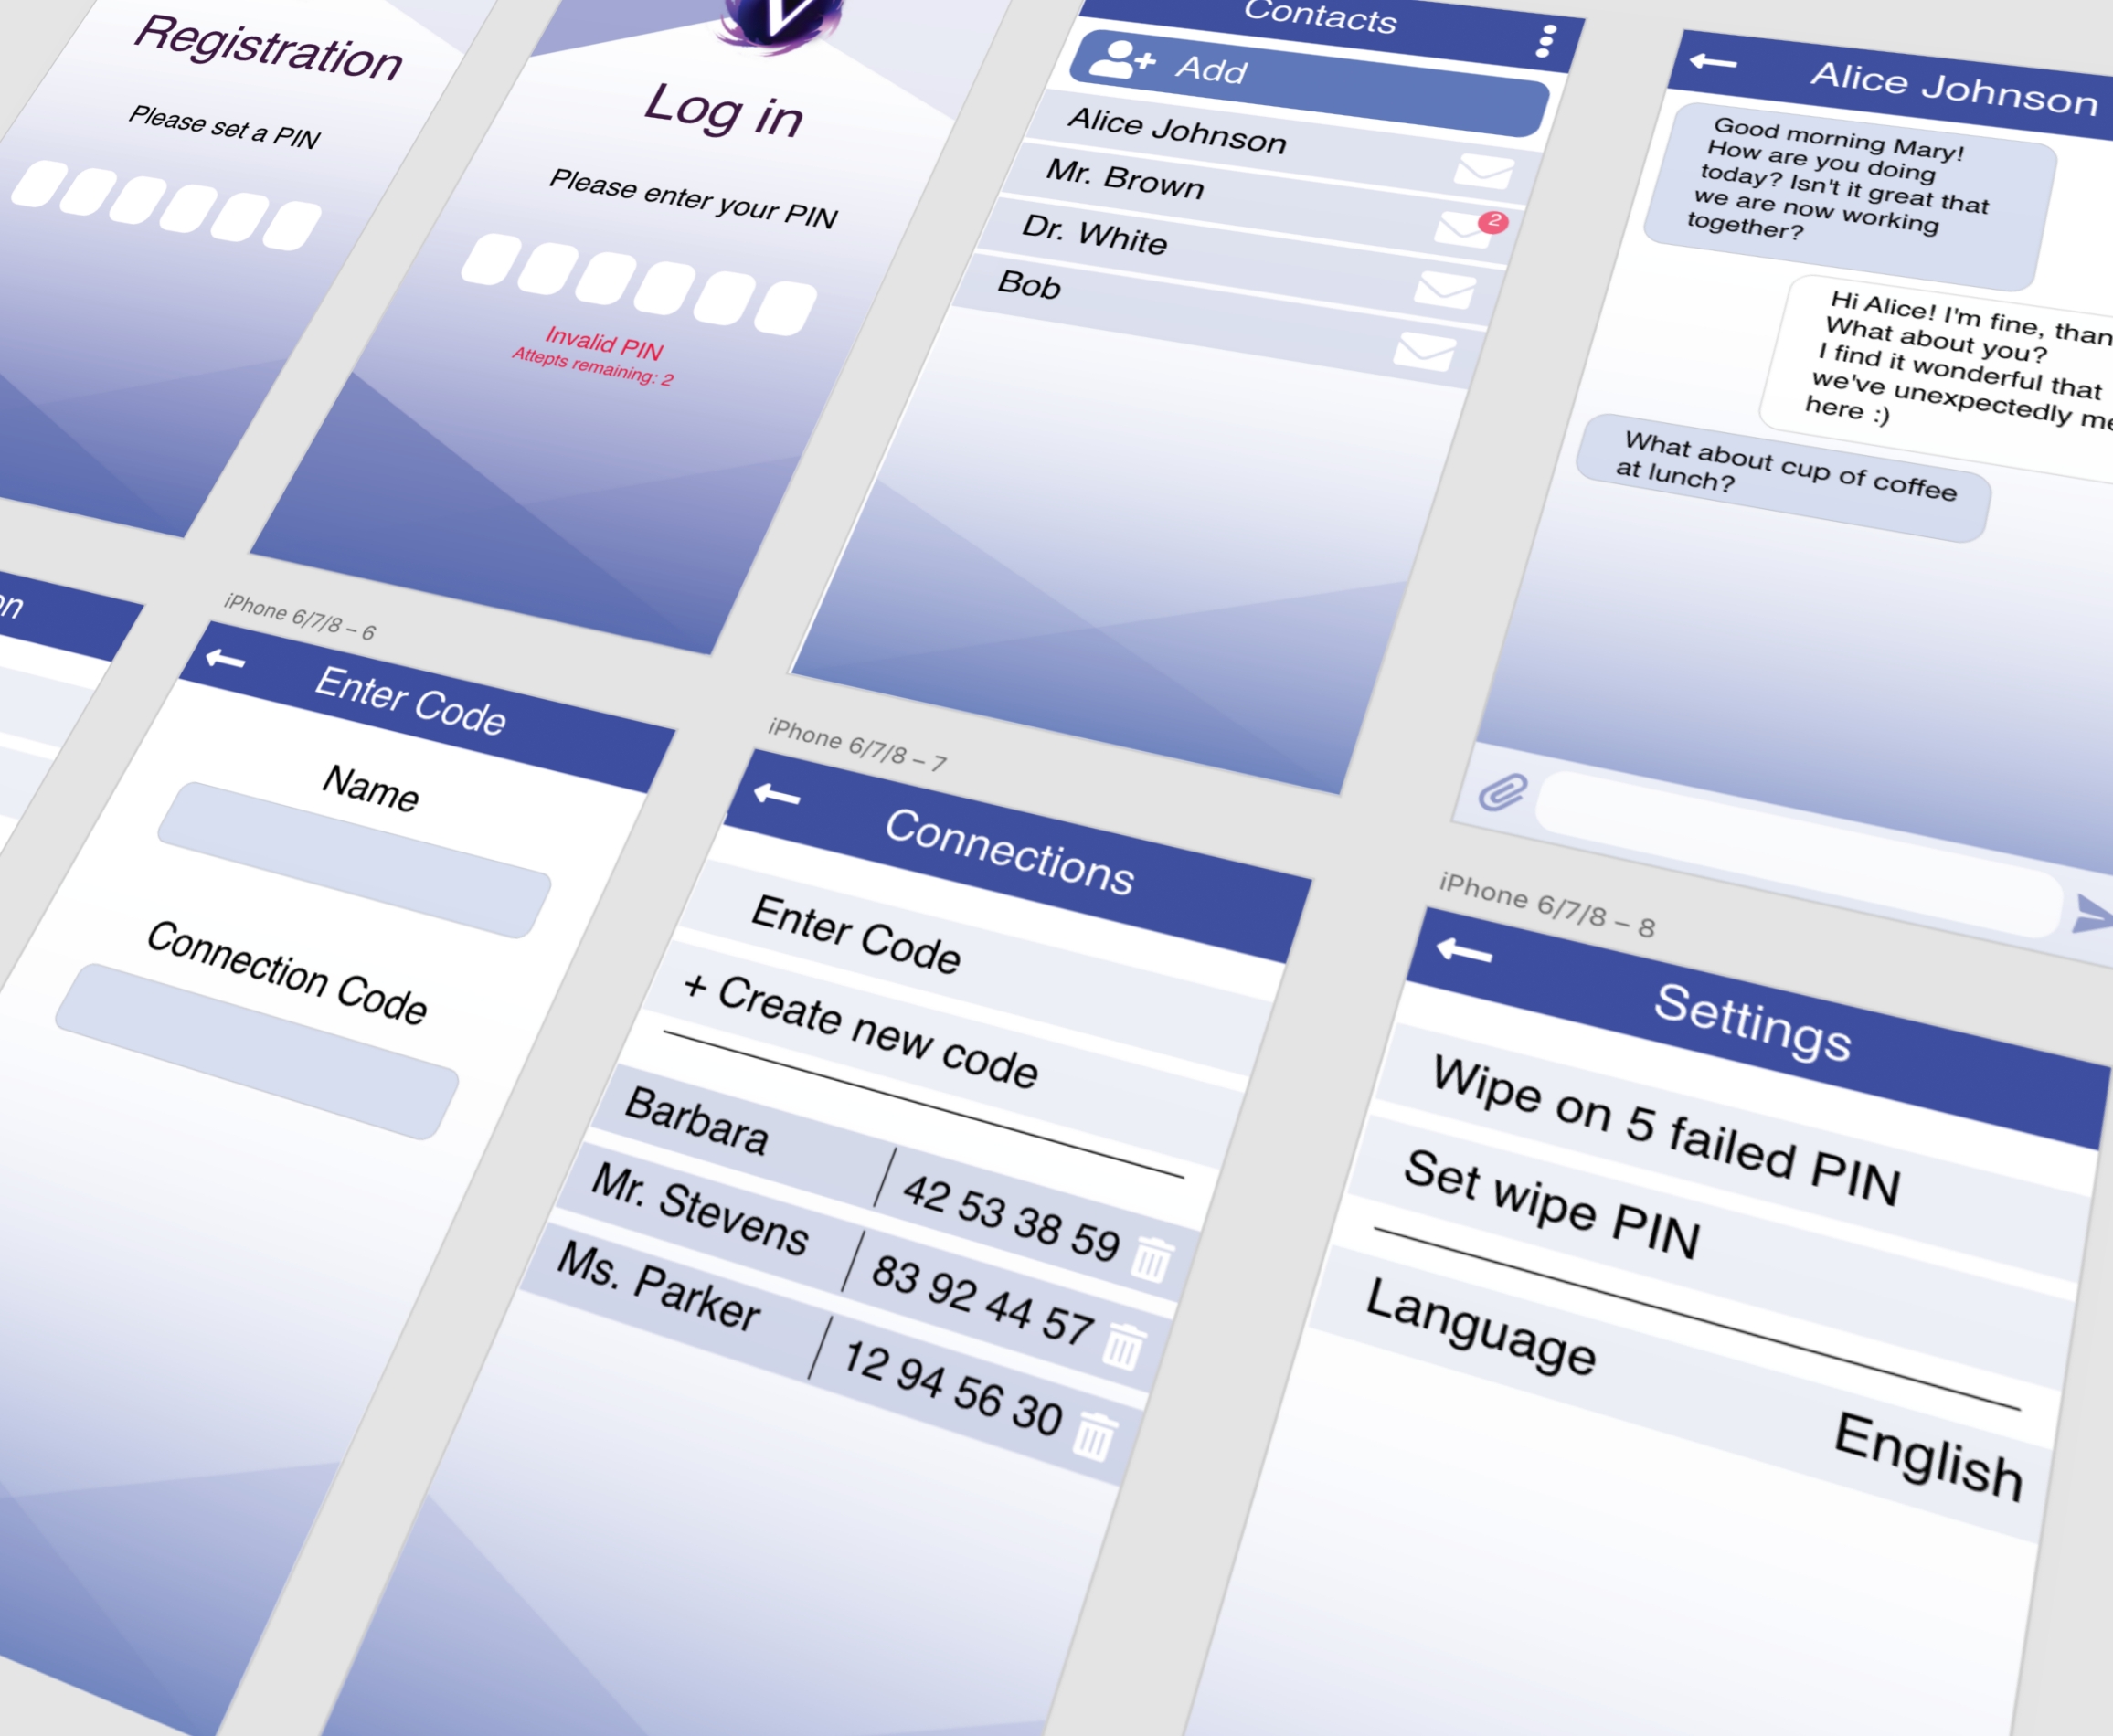 Registration
Please set a PIN
V
Log in
Please enter your PIN
Invalid PIN
Attepts remaining: 2
Contacts
Add
Alice Johnson
Mr. Brown
2
Dr. White
Bob
Alice Johnson
Good morning Mary!
How are you doing
today? Isn't it great that
we are now working
together?
Hi Alice! I'm fine, than
What about you?
I find it wonderful that
we've unexpectedly me
here :)
What about cup of coffee
at lunch?
on
iPhone 6/7/8 – 6
Enter Code
Name
Connection Code
iPhone 6/7/8 – 7
Connections
Enter Code
+ Create new code
Barbara
42 53 38 59
Mr. Stevens
83 92 44 57
Ms. Parker
12 94 56 30
iPhone 6/7/8 – 8
Settings
Wipe on 5 failed PIN
Set wipe PIN
Language
English